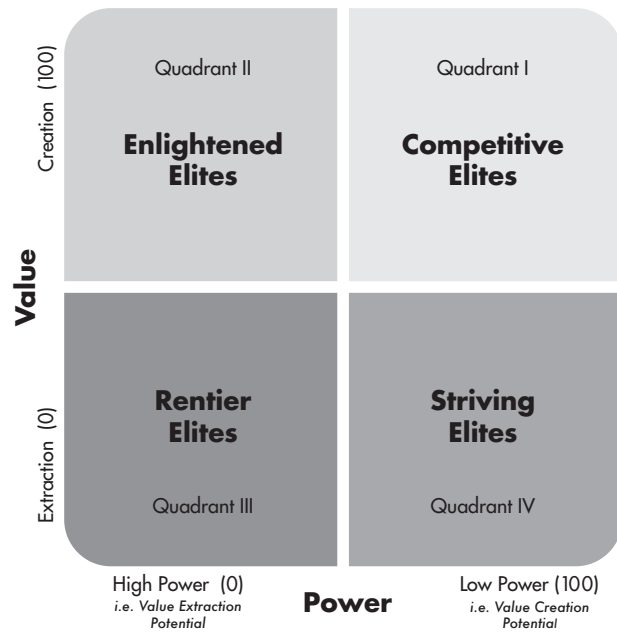 Quadrant II
Enlightened
Elites
Quadrant I
Competitive
Elites
Creation (100)
Value
Extraction (0)
Rentier
Elites
Quadrant III
Striving
Elites
Quadrant IV
High Power (0)
i.e. Value Extraction
Potential
Power
Low Power (100)
i.e. Value Creation
Potential